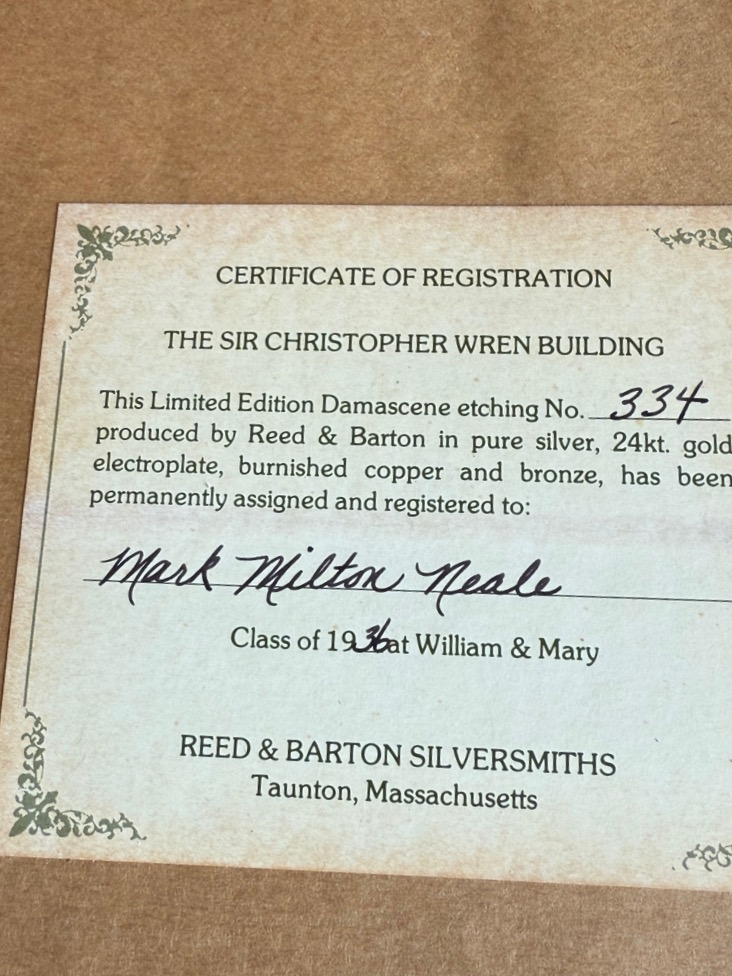 CERTIFICATE OF REGISTRATION
THE SIR CHRISTOPHER WREN BUILDING
This Limited Edition Damascene etching No. 334
produced by Reed & Barton in pure silver, 24kt. gold
electroplate, burnished copper and bronze, has been
permanently assigned and registered to:
Mark Milton Neale
Class of 1936 at William & Mary
REED & BARTON SILVERSMITHS
Taunton, Massachusetts